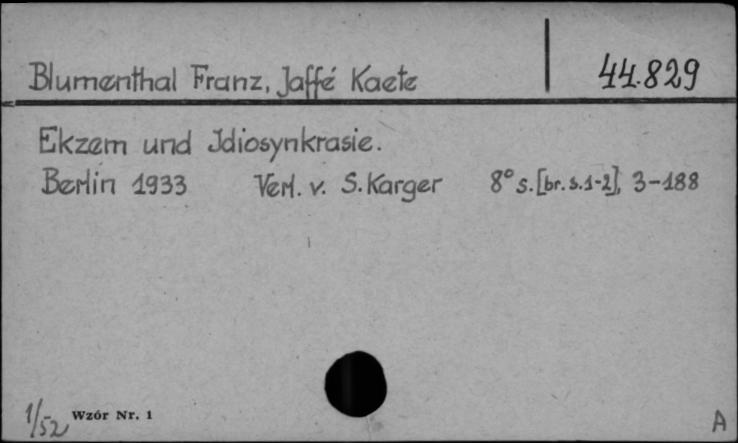 Blumenthal Franz, Jaffé Kaete
44.829
Ekzem und Idiosynkrasie.
Berlin 1933 Verl. v. S. Karger 8° s. [br. s. 1-2], 3-188
1/52 Wzór Nr. 1
A